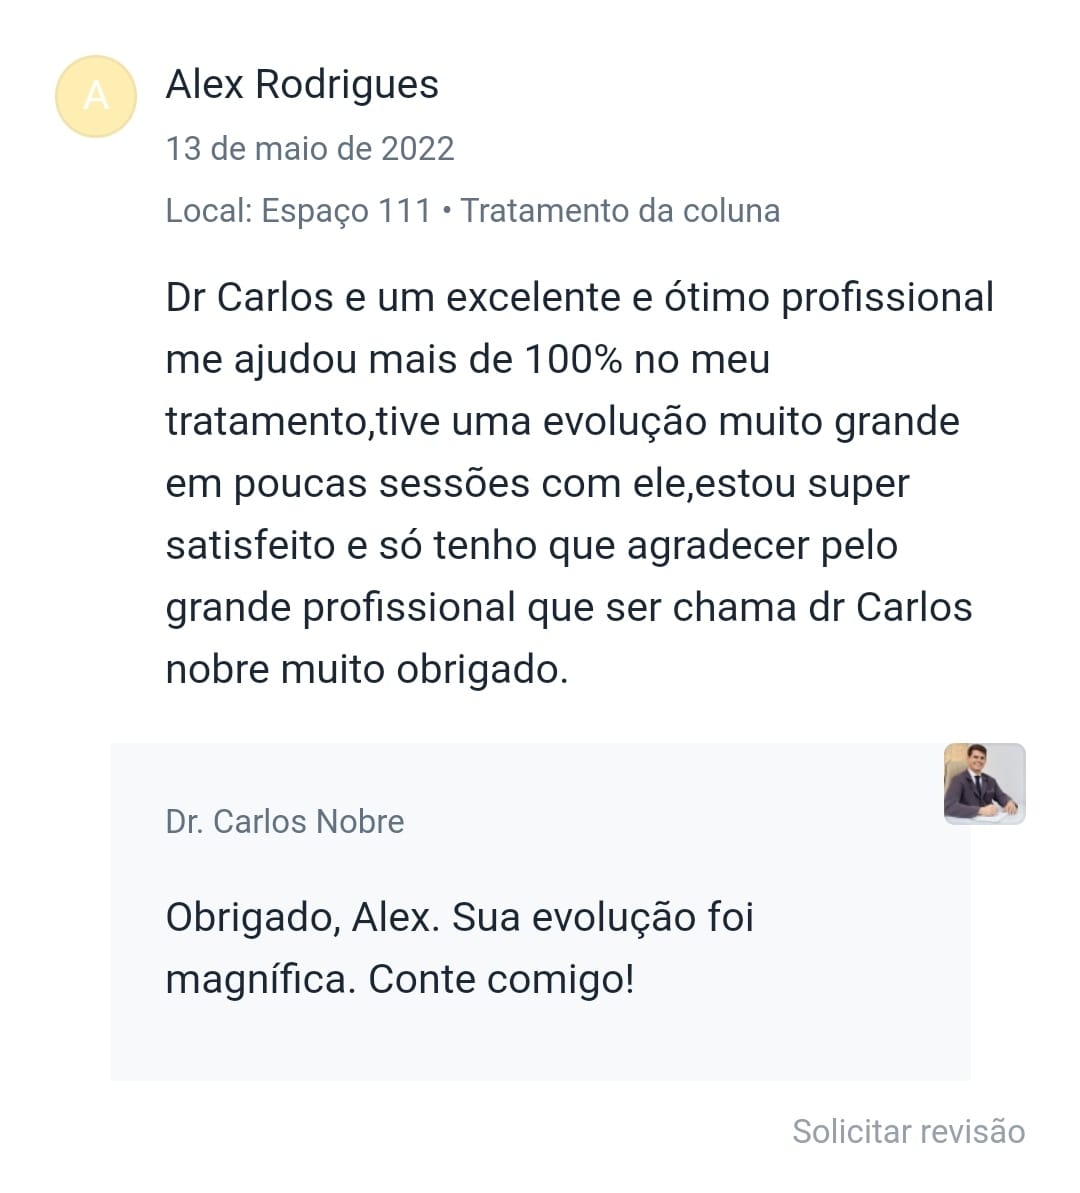 A
Alex Rodrigues
13 de maio de 2022
Local: Espaço 111 • Tratamento da coluna
Dr Carlos e um excelente e ótimo profissional
me ajudou mais de 100% no meu
tratamento,tive uma evolução muito grande
em poucas sessões com ele,estou super
satisfeito e só tenho que agradecer pelo
grande profissional que ser chama dr Carlos
nobre muito obrigado.
Dr. Carlos Nobre
Obrigado, Alex. Sua evolução foi
magnífica. Conte comigo!
Solicitar revisão